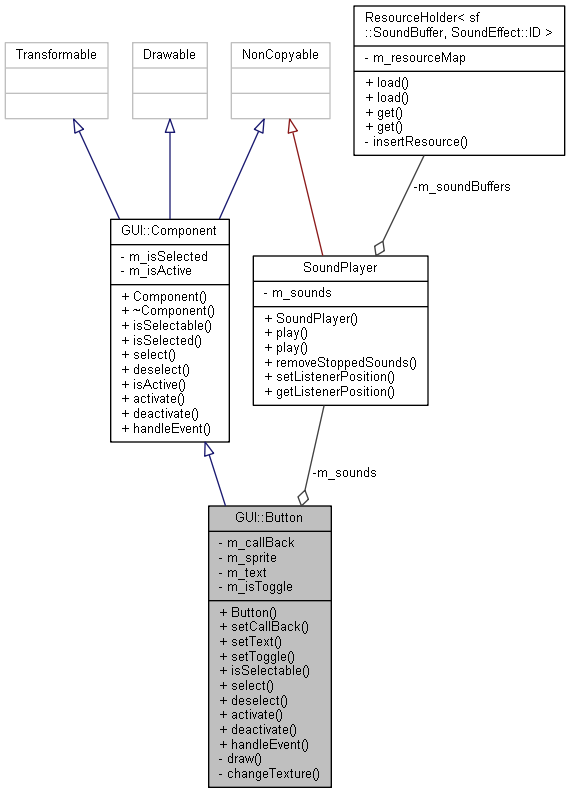 ResourceHolder< sf
::SoundBuffer, SoundEffect::ID >
- m_resourceMap
+ load()
+ load()
+ get()
+ get()
- insertResource()
Transformable
Drawable
NonCopyable
-m_soundBuffers
GUI::Component
- m_isSelected
- m_isActive
+ Component()
+ ~Component()
+ isSelectable()
+ isSelected()
+ select()
+ deselect()
+ isActive()
+ activate()
+ deactivate()
+ handleEvent()
SoundPlayer
- m_sounds
+ SoundPlayer()
+ play()
+ play()
+ removeStoppedSounds()
+ setListenerPosition()
+ getListenerPosition()
-m_sounds
GUI::Button
- m_callBack
- m_sprite
- m_text
- m_isToggle
+ Button()
+ setCallBack()
+ setText()
+ setToggle()
+ isSelectable()
+ select()
+ deselect()
+ activate()
+ deactivate()
+ handleEvent()
- draw()
- changeTexture()